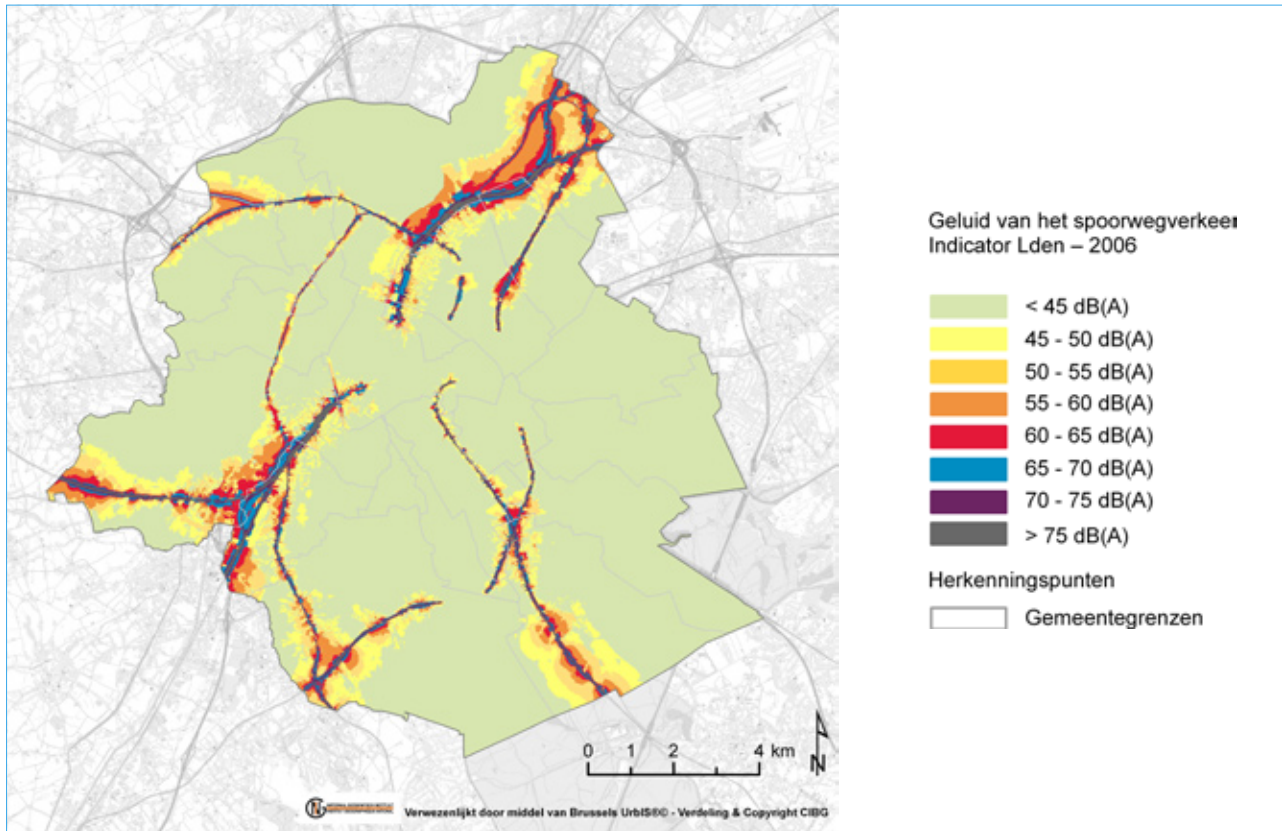 Geluid van het spoorwegverkeer
Indicator Lden – 2006
< 45 dB(A)
45 - 50 dB(A)
50 - 55 dB(A)
55 - 60 dB(A)
60 - 65 dB(A)
65 - 70 dB(A)
70 - 75 dB(A)
> 75 dB(A)
Herkenningspunten
Gemeentegrenzen
0 1 2 4 km
N
Verwezenlijkt door middel van Brussels UrbIS®© - Verdeling & Copyright CIBG